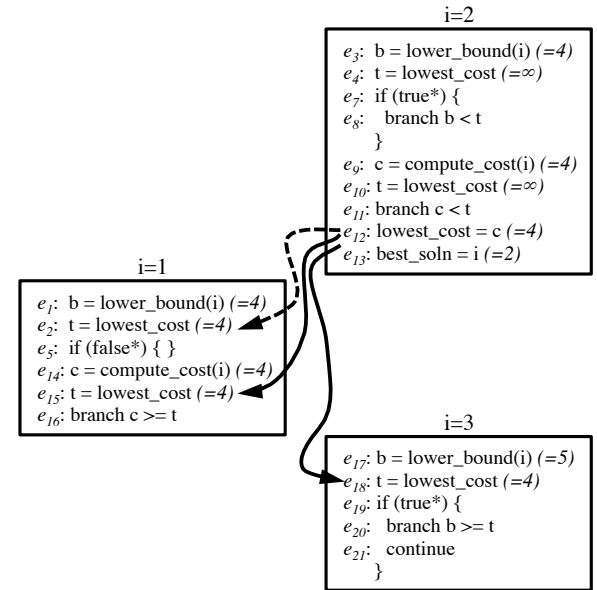 i=2
e3: b = lower_bound(i) (=4)
e4: t = lowest_cost (=∞)
e7: if (true*) {
e8: branch b < t
}
e9: c = compute_cost(i) (=4)
e10: t = lowest_cost (=∞)
e11: branch c < t
e12: lowest_cost = c (=4)
e13: best_soln = i (=2)
i=1
e1: b = lower_bound(i) (=4)
e2: t = lowest_cost (=4)
e5: if (false*) { }
e14: c = compute_cost(i) (=4)
e15: t = lowest_cost (=4)
e16: branch c >= t
i=3
e17: b = lower_bound(i) (=5)
e18: t = lowest_cost (=4)
e19: if (true*) {
e20: branch b >= t
e21: continue
}